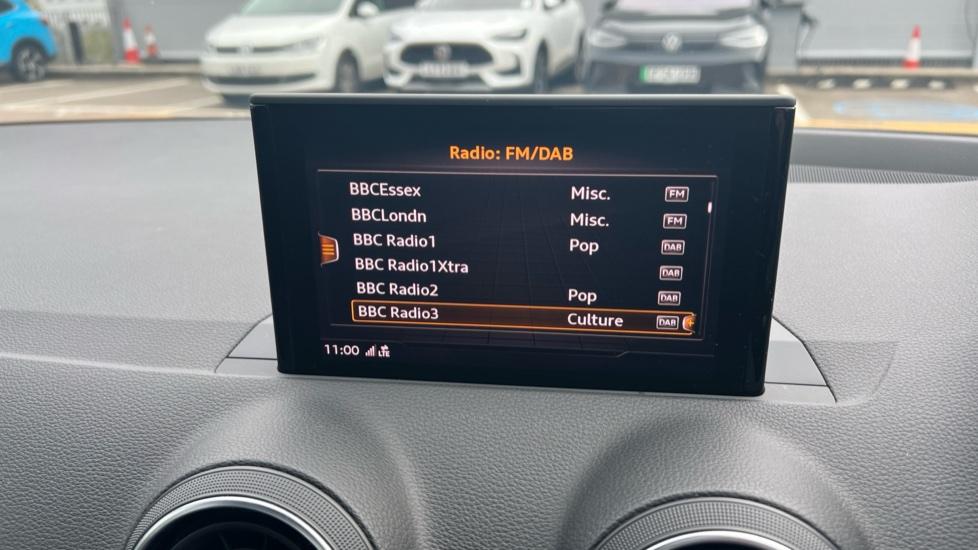 Radio: FM/DAB
BBCEssex Misc. FM
BBCLondn Misc. FM
BBC Radio1 Pop DAB
BBC Radio1Xtra DAB
BBC Radio2 Pop DAB
BBC Radio3 Culture DAB
11:00 LTE